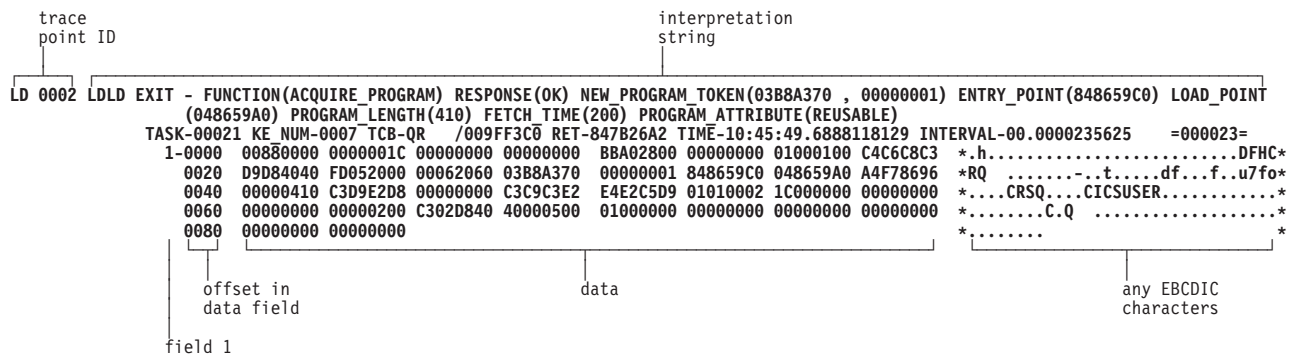 trace interpretation
point ID string
LD 0002 LDLD EXIT - FUNCTION(ACQUIRE_PROGRAM) RESPONSE(OK) NEW_PROGRAM_TOKEN(03B8A370 , 00000001) ENTRY_POINT(848659C0) LOAD_POINT
(048659A0) PROGRAM_LENGTH(410) FETCH_TIME(200) PROGRAM_ATTRIBUTE(REUSABLE)
TASK-00021 KE_NUM-0007 TCB-QR /009FF3C0 RET-847B26A2 TIME-10:45:49.6888118129 INTERVAL-00.0000235625 =000023=
1-0000 00880000 0000001C 00000000 00000000 BBA02800 00000000 01000100 C4C6C8C3 *.h..........................DFHC*
0020 D9D84040 FD052000 00062060 03B8A370 00000001 848659C0 048659A0 A4F78696 *RQ .......-..t.....df...f..u7fo*
0040 00000410 C3D9E2D8 00000000 C3C9C3E2 E4E2C5D9 01010002 1C000000 00000000 *....CRSQ....CICSUSER............*
0060 00000000 00000200 C302D840 40000500 01000000 00000000 00000000 00000000 *........C.Q ....................*
0080 00000000 00000000 *........ *
offset in data any EBCDIC
data field characters
field 1